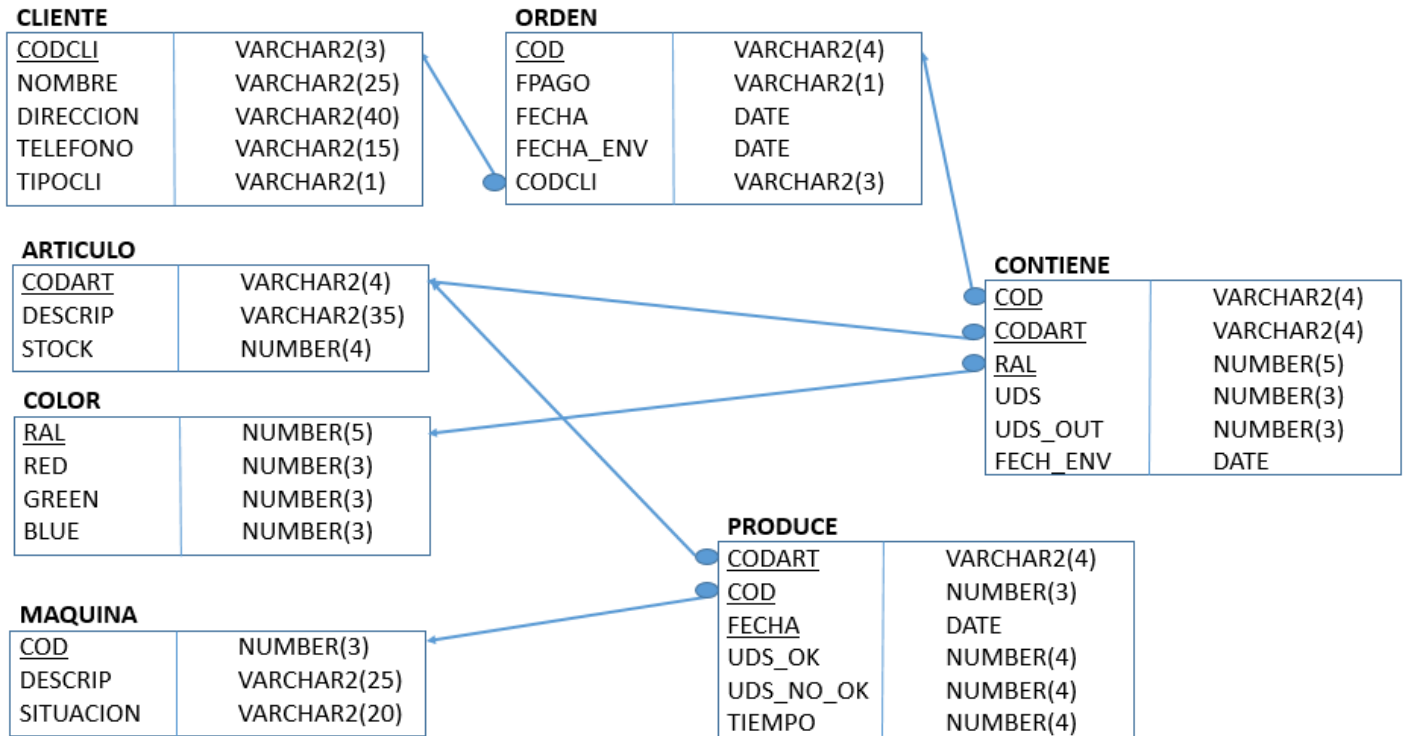 CLIENTE
CODCLI VARCHAR2(3)
NOMBRE VARCHAR2(25)
DIRECCION VARCHAR2(40)
TELEFONO VARCHAR2(15)
TIPOCLI VARCHAR2(1)
ORDEN
COD VARCHAR2(4)
FPAGO VARCHAR2(1)
FECHA DATE
FECHA_ENV DATE
CODCLI VARCHAR2(3)
ARTICULO
CODART VARCHAR2(4)
DESCRIP VARCHAR2(35)
STOCK NUMBER(4)
CONTIENE
COD VARCHAR2(4)
CODART VARCHAR2(4)
RAL NUMBER(5)
UDS NUMBER(3)
UDS_OUT NUMBER(3)
FECH_ENV DATE
COLOR
RAL NUMBER(5)
RED NUMBER(3)
GREEN NUMBER(3)
BLUE NUMBER(3)
PRODUCE
CODART VARCHAR2(4)
COD NUMBER(3)
FECHA DATE
UDS_OK NUMBER(4)
UDS_NO_OK NUMBER(4)
TIEMPO NUMBER(4)
MAQUINA
COD NUMBER(3)
DESCRIP VARCHAR2(25)
SITUACION VARCHAR2(20)